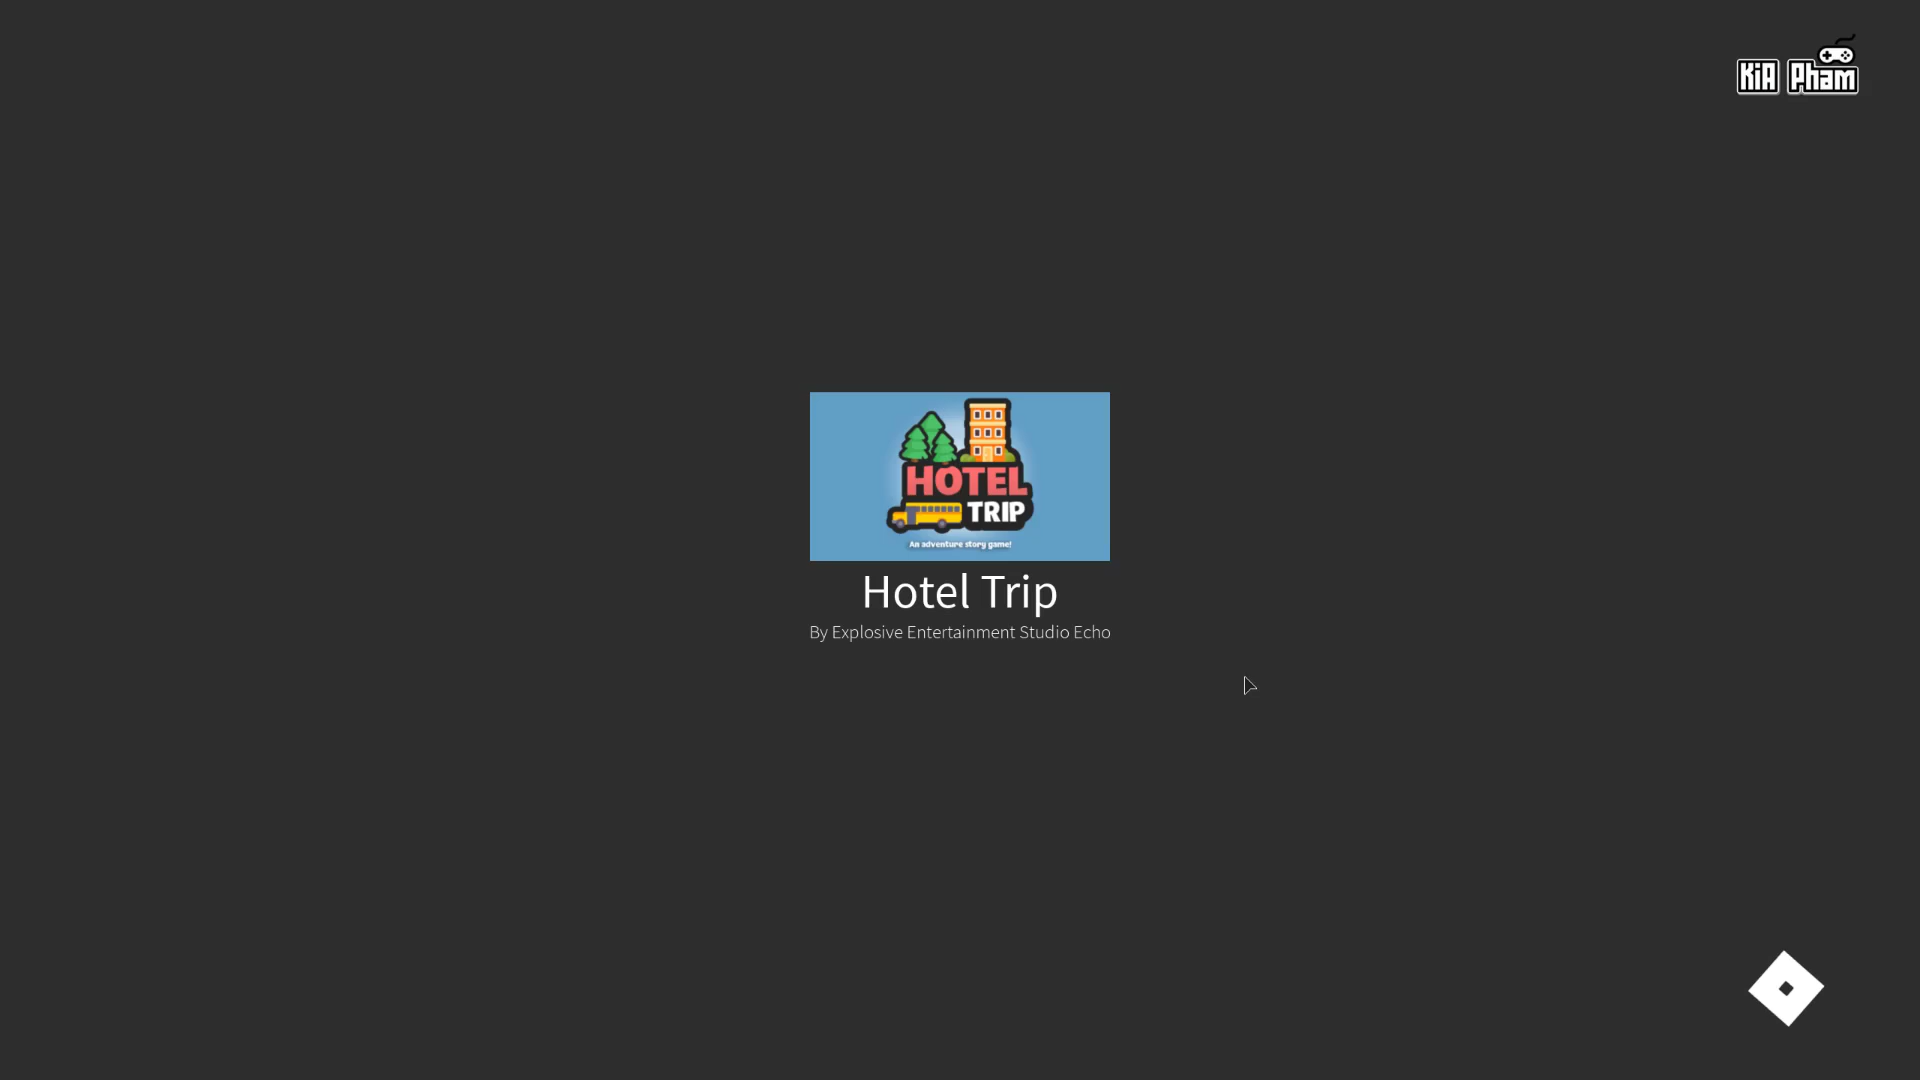 KiA Pham
HOTEL
TRIP
An adventure story game!
Hotel Trip
By Explosive Entertainment Studio Echo